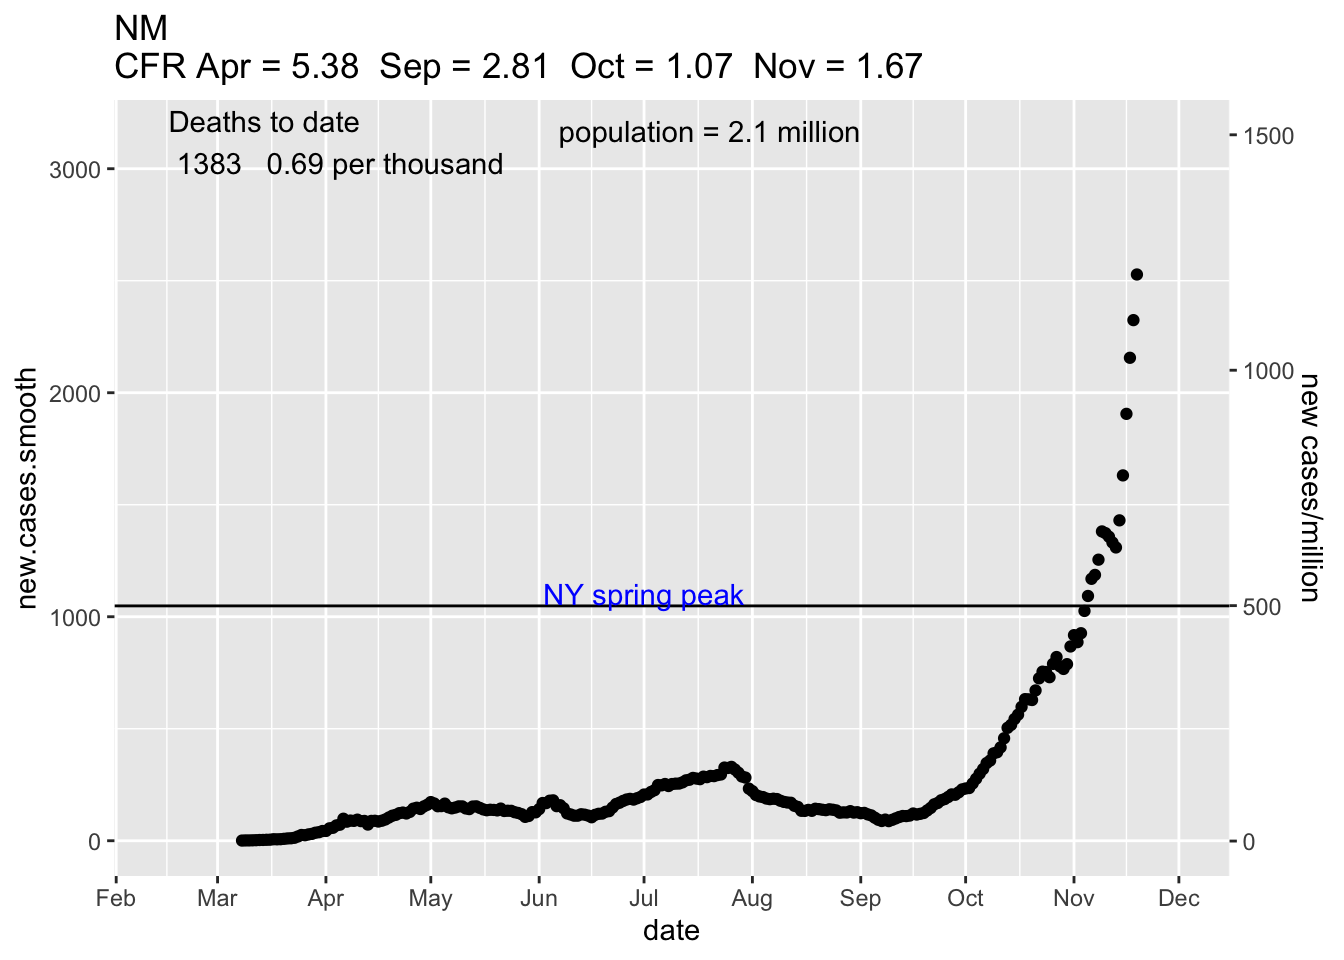 NM
CFR Apr = 5.38 Sep = 2.81 Oct = 1.07 Nov = 1.67
Deaths to date
1383 0.69 per thousand
population = 2.1 million
NY spring peak
new.cases.smooth
3000
2000
1000
0
1500
1000
500
0
new cases/million
Feb Mar Apr May Jun Jul Aug Sep Oct Nov Dec
date